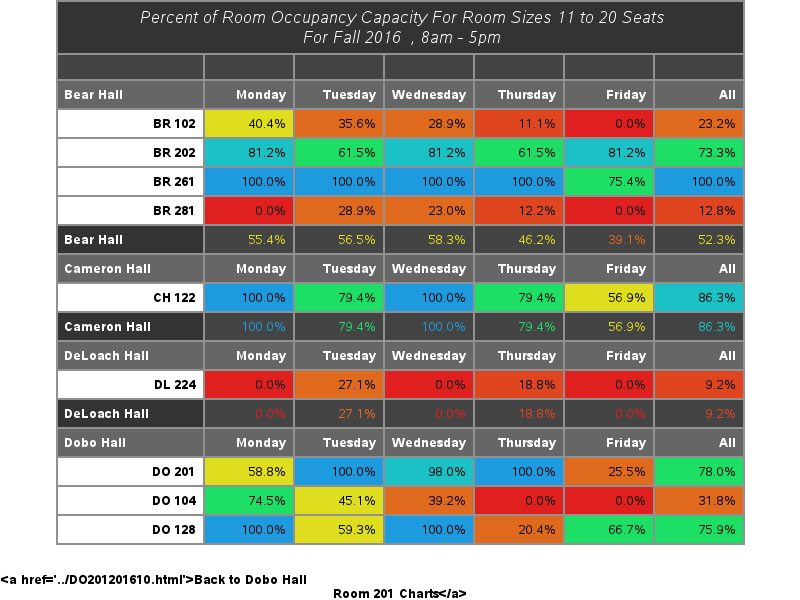 Percent of Room Occupancy Capacity For Room Sizes 11 to 20 Seats
For Fall 2016 , 8am - 5pm
Bear Hall Monday Tuesday Wednesday Thursday Friday All
BR 102 40.4% 35.6% 28.9% 11.1% 0.0% 23.2%
BR 202 81.2% 61.5% 81.2% 61.5% 81.2% 73.3%
BR 261 100.0% 100.0% 100.0% 100.0% 75.4% 100.0%
BR 281 0.0% 28.9% 23.0% 12.2% 0.0% 12.8%
Bear Hall 55.4% 56.5% 58.3% 46.2% 39.1% 52.3%
Cameron Hall Monday Tuesday Wednesday Thursday Friday All
CH 122 100.0% 79.4% 100.0% 79.4% 56.9% 86.3%
Cameron Hall 100.0% 79.4% 100.0% 79.4% 56.9% 86.3%
DeLoach Hall Monday Tuesday Wednesday Thursday Friday All
DL 224 0.0% 27.1% 0.0% 18.8% 0.0% 9.2%
DeLoach Hall 0.0% 27.1% 0.0% 18.8% 0.0% 9.2%
Dobo Hall Monday Tuesday Wednesday Thursday Friday All
DO 201 58.8% 100.0% 98.0% 100.0% 25.5% 78.0%
DO 104 74.5% 45.1% 39.2% 0.0% 0.0% 31.8%
DO 128 100.0% 59.3% 100.0% 20.4% 66.7% 75.9%
<a href='../DO201201610.html'>Back to Dobo Hall
Room 201 Charts</a>